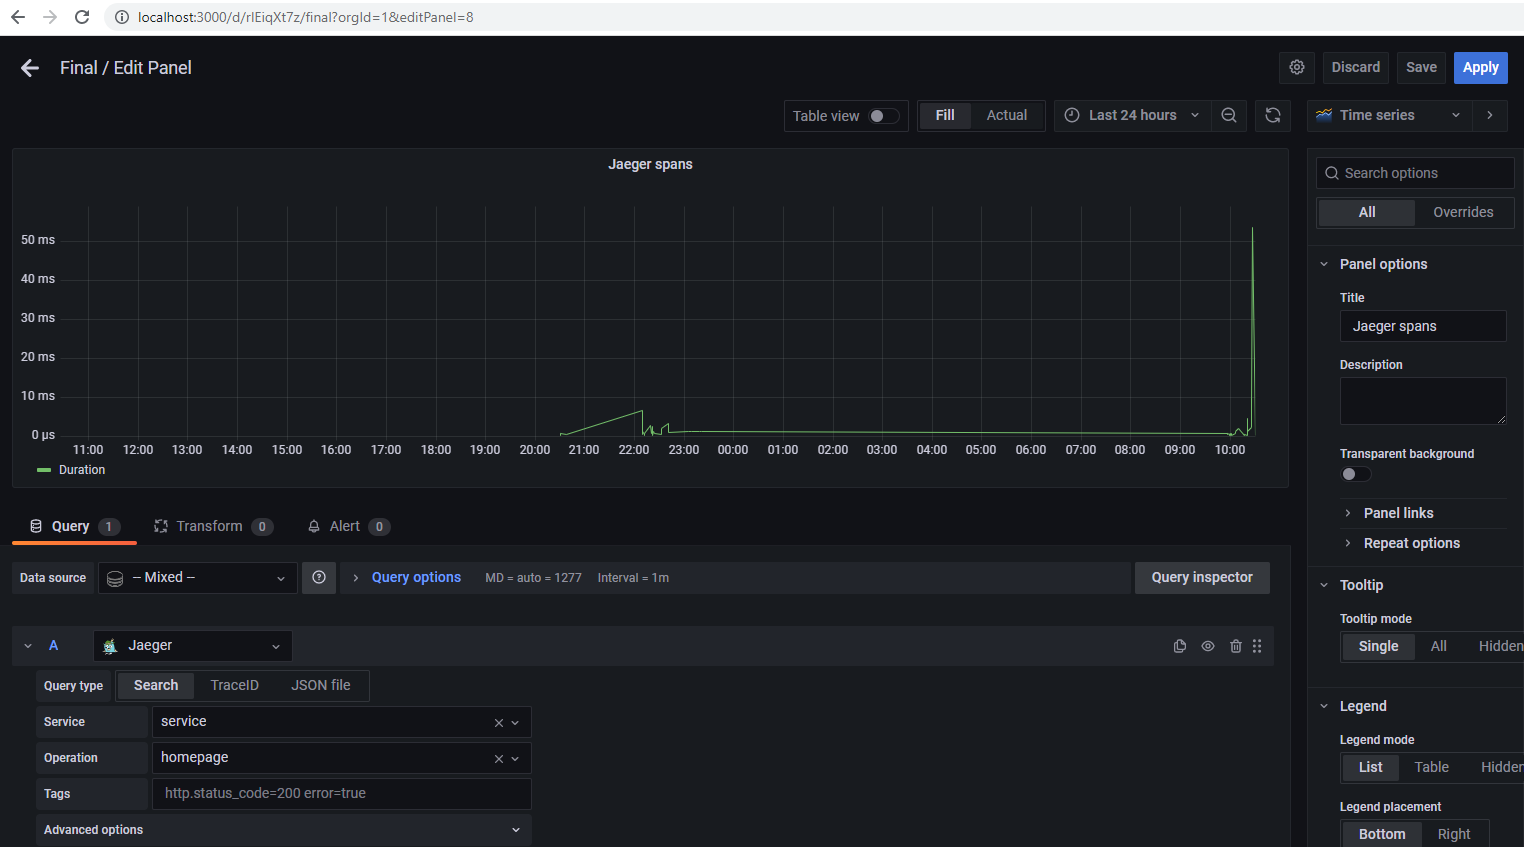 localhost:3000/d/rlEiqXt7z/final?orgId=1&editPanel=8
Final / Edit Panel
Discard
Save
Apply
Table view
Fill
Actual
Last 24 hours
Time series
Jaeger spans
50 ms
40 ms
30 ms
20 ms
10 ms
0 µs
11:00 12:00 13:00 14:00 15:00 16:00 17:00 18:00 19:00 20:00 21:00 22:00 23:00 00:00 01:00 02:00 03:00 04:00 05:00 06:00 07:00 08:00 09:00 10:00
Duration
Query 1
Transform 0
Alert 0
Data source
-- Mixed --
Query options
MD = auto = 1277
Interval = 1m
Query inspector
A
Jaeger
Query type
Search
TraceID
JSON file
Service
service
Operation
homepage
Tags
http.status_code=200 error=true
Advanced options
Search options
All
Overrides
Panel options
Title
Jaeger spans
Description
Transparent background
Panel links
Repeat options
Tooltip
Tooltip mode
Single
All
Hidden
Legend
Legend mode
List
Table
Hidden
Legend placement
Bottom
Right